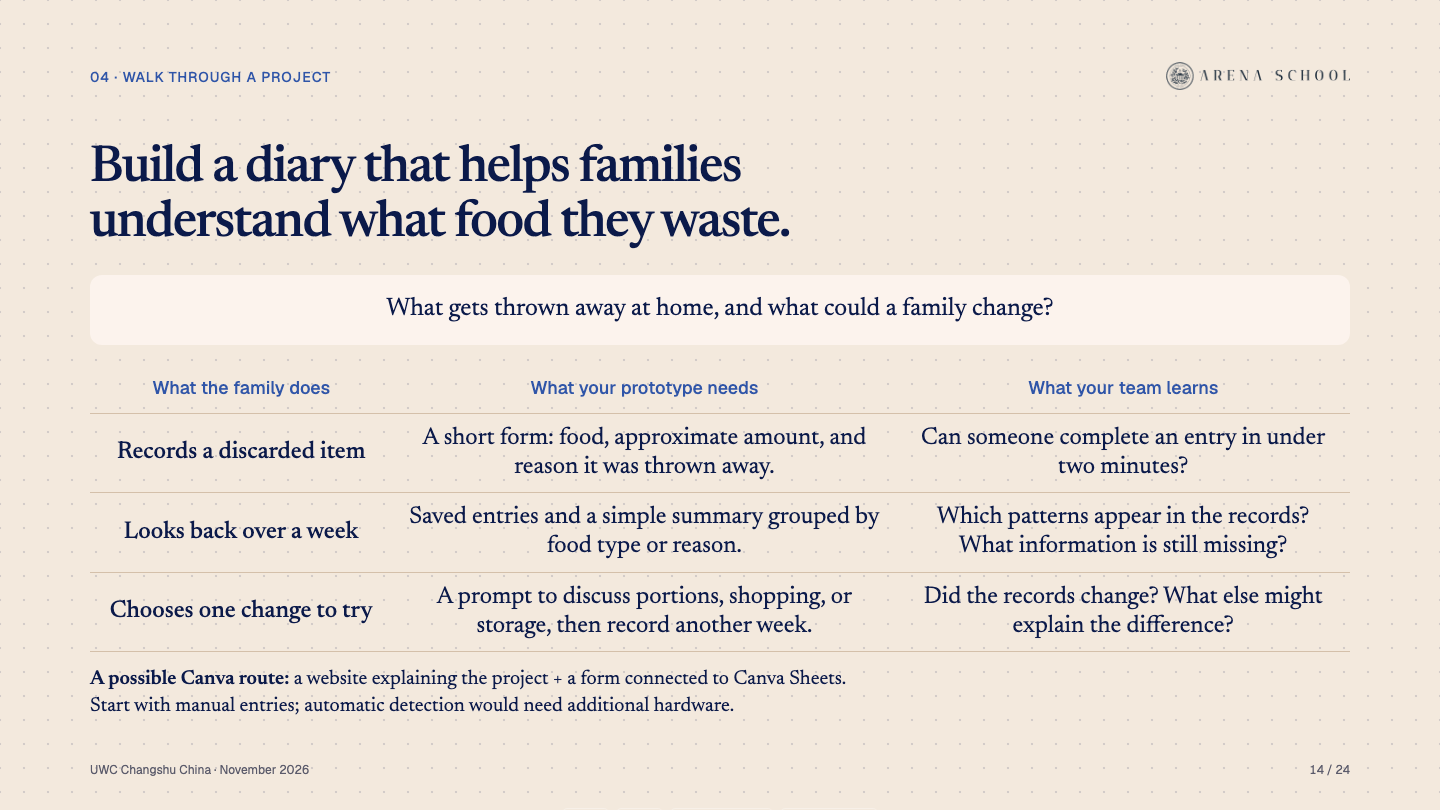 04 · WALK THROUGH A PROJECT
ARENA SCHOOL
Build a diary that helps families
understand what food they waste.
What gets thrown away at home, and what could a family change?
What the family does
What your prototype needs
What your team learns
Records a discarded item
A short form: food, approximate amount, and
reason it was thrown away.
Can someone complete an entry in under
two minutes?
Looks back over a week
Saved entries and a simple summary grouped by
food type or reason.
Which patterns appear in the records?
What information is still missing?
Chooses one change to try
A prompt to discuss portions, shopping, or
storage, then record another week.
Did the records change? What else might
explain the difference?
A possible Canva route: a website explaining the project + a form connected to Canva Sheets.
Start with manual entries; automatic detection would need additional hardware.
UWC Changshu China · November 2026
14 / 24